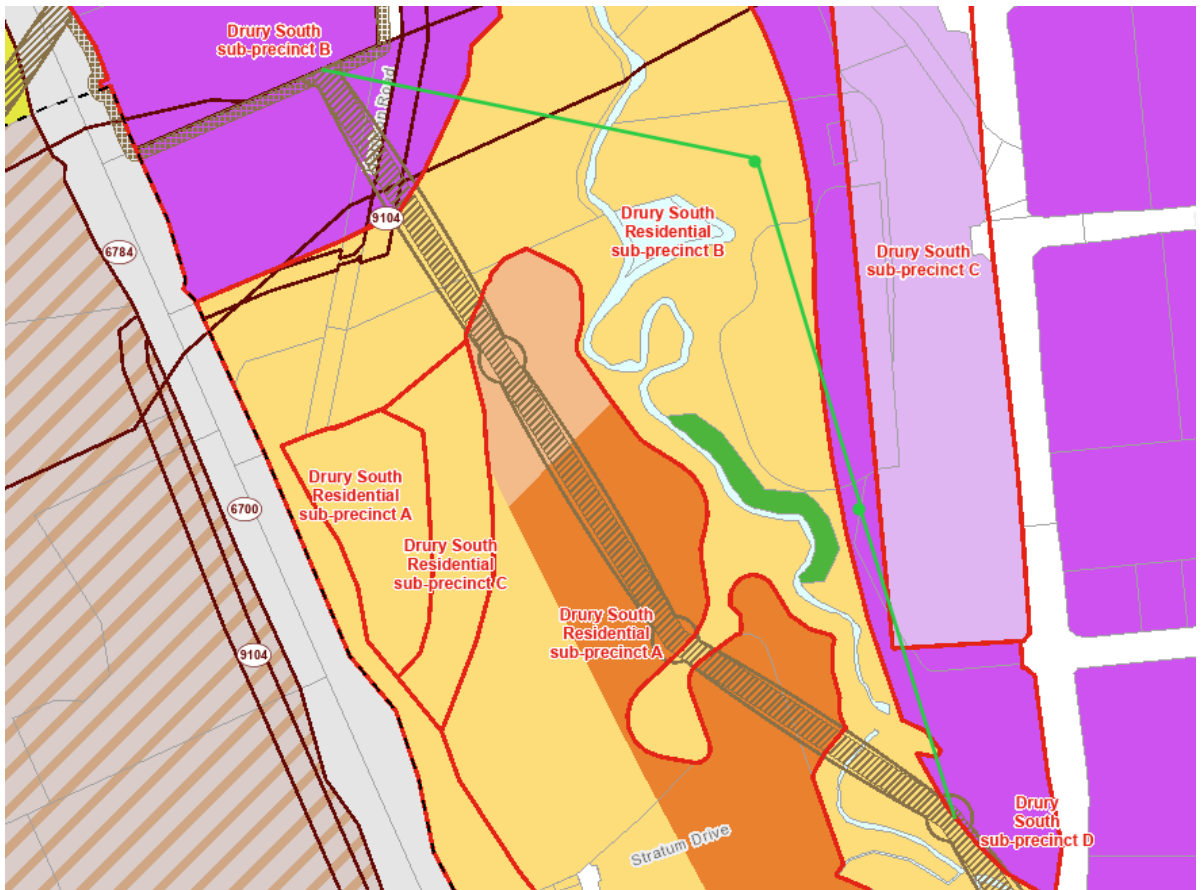 Drury South
sub-precinct B
Road
9104
6784
Drury South
Residential
sub-precinct B
Drury South
sub-precinct C
Drury South
Residential
sub-precinct A
6700
Drury South
Residential
sub-precinct C
Drury South
Residential
sub-precinct A
9104
Drury
South
sub-precinct D
Stratum Drive